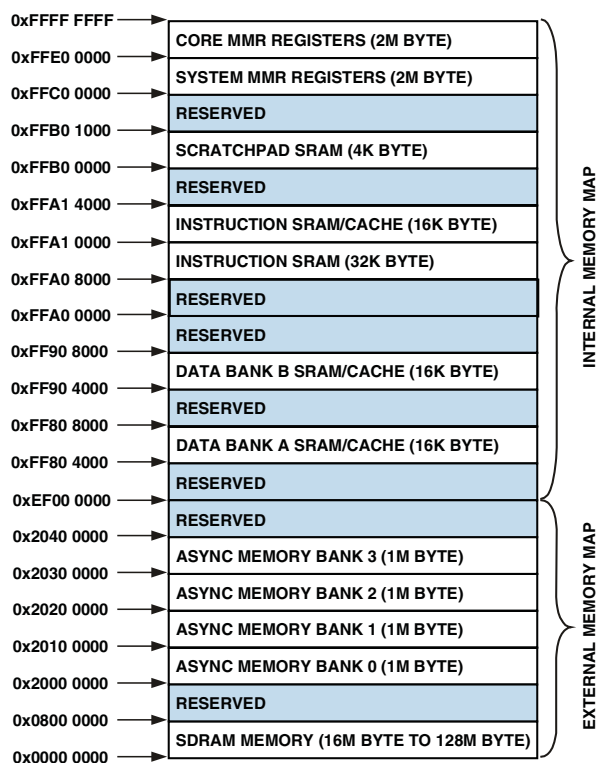 0xFFFF FFFF
CORE MMR REGISTERS (2M BYTE)
0xFFE0 0000
SYSTEM MMR REGISTERS (2M BYTE)
0xFFC0 0000
RESERVED
0xFFB0 1000
SCRATCHPAD SRAM (4K BYTE)
0xFFB0 0000
RESERVED
0xFFA1 4000
INSTRUCTION SRAM/CACHE (16K BYTE)
0xFFA1 0000
INSTRUCTION SRAM (32K BYTE)
0xFFA0 8000
RESERVED
0xFFA0 0000
RESERVED
0xFF90 8000
DATA BANK B SRAM/CACHE (16K BYTE)
0xFF90 4000
RESERVED
0xFF80 8000
DATA BANK A SRAM/CACHE (16K BYTE)
0xFF80 4000
RESERVED
0xEF00 0000
RESERVED
0x2040 0000
ASYNC MEMORY BANK 3 (1M BYTE)
0x2030 0000
ASYNC MEMORY BANK 2 (1M BYTE)
0x2020 0000
ASYNC MEMORY BANK 1 (1M BYTE)
0x2010 0000
ASYNC MEMORY BANK 0 (1M BYTE)
0x2000 0000
RESERVED
0x0800 0000
SDRAM MEMORY (16M BYTE TO 128M BYTE)
0x0000 0000
INTERNAL MEMORY MAP
EXTERNAL MEMORY MAP